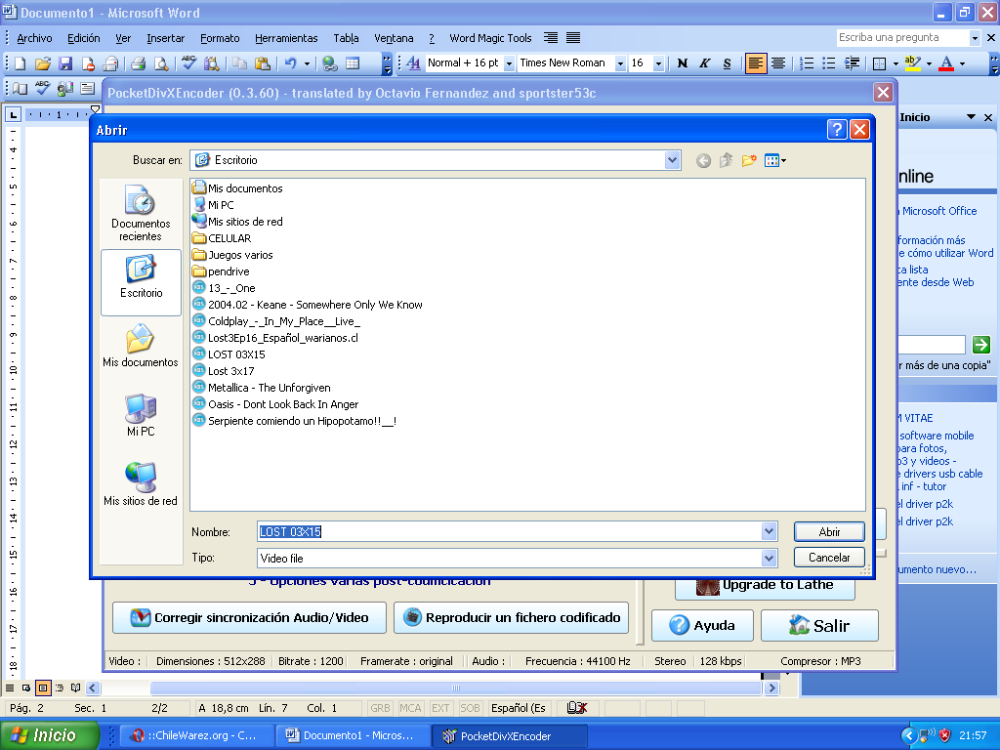 Documento1 - Microsoft Word
Archivo Edición Ver Insertar Formato Herramientas Tabla Ventana ? Word Magic Tools
Escriba una pregunta
Normal + 16 pt Times New Roman 16 N K S
PocketDivXEncoder (0.3.60) - translated by Octavio Fernandez and sportster53c
Inicio
Abrir
Buscar en: Escritorio
Documentos recientes
Escritorio
Mis documentos
Mi PC
Mis sitios de red
Mis documentos
Mi PC
Mis sitios de red
CELULAR
Juegos varios
pendrive
13_-_One
2004.02 - Keane - Somewhere Only We Know
Coldplay_-_In_My_Place__Live_
Lost3Ep16_Español_warianos.cl
LOST 03X15
Lost 3x17
Metallica - The Unforgiven
Oasis - Dont Look Back In Anger
Serpiente comiendo un Hipopotamo!!__!
Nombre: LOST 03X15 Abrir
Tipo: Video file Cancelar
nline
Microsoft Office
formación más
e cómo utilizar Word
ta lista
ente desde Web
r más de una copia"
VITAE
software mobile
para fotos,
p3 y videos -
drivers usb cable
inf - tutor
el driver p2k
el driver p2k
umento nuevo...
5 - Opciones varias post-codificación
Upgrade to Lathe
Corregir sincronización Audio/Video
Reproducir un fichero codificado
Ayuda
Salir
Video : Dimensiones : 512x288 Bitrate : 1200 Framerate : original Audio : Frecuencia : 44100 Hz Stereo 128 kbps Compresor : MP3
Pág. 2 Sec. 1 2/2 A 18,8 cm Lín. 7 Col. 1 GRB MCA EXT SOB Español (Es
Inicio ::ChileWarez.org - C... Documento1 - Micros... PocketDivXEncoder 21:57